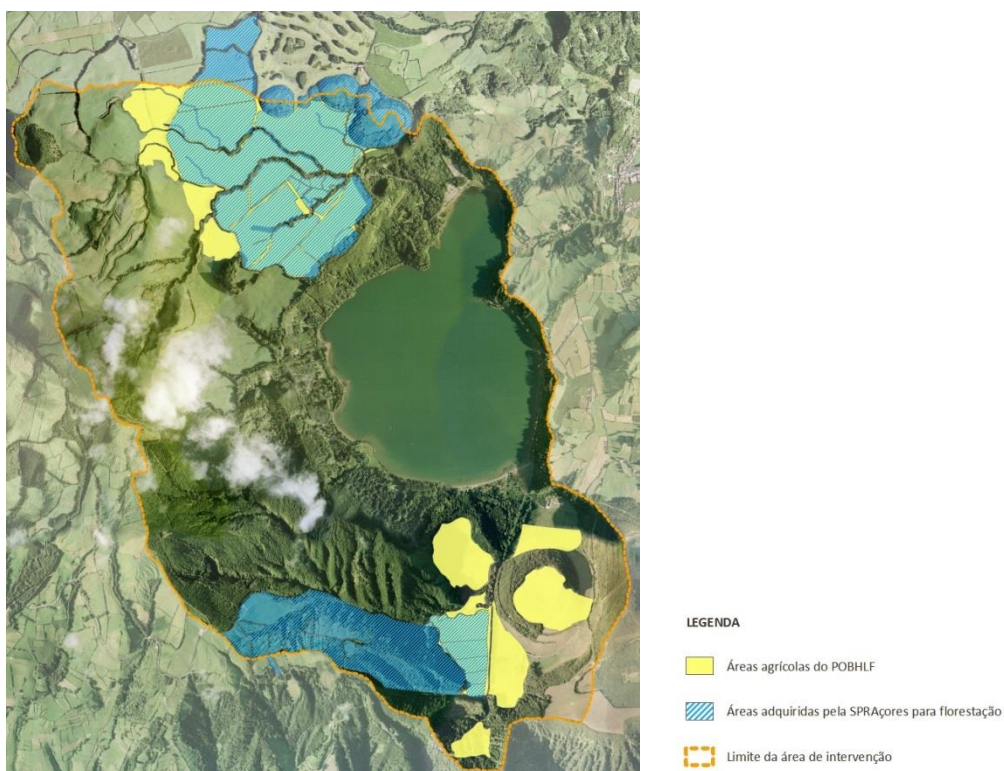 LEGENDA
Áreas agrícolas do POBHLF
Áreas adquiridas pela SPRAçores para florestação
Limite da área de intervenção